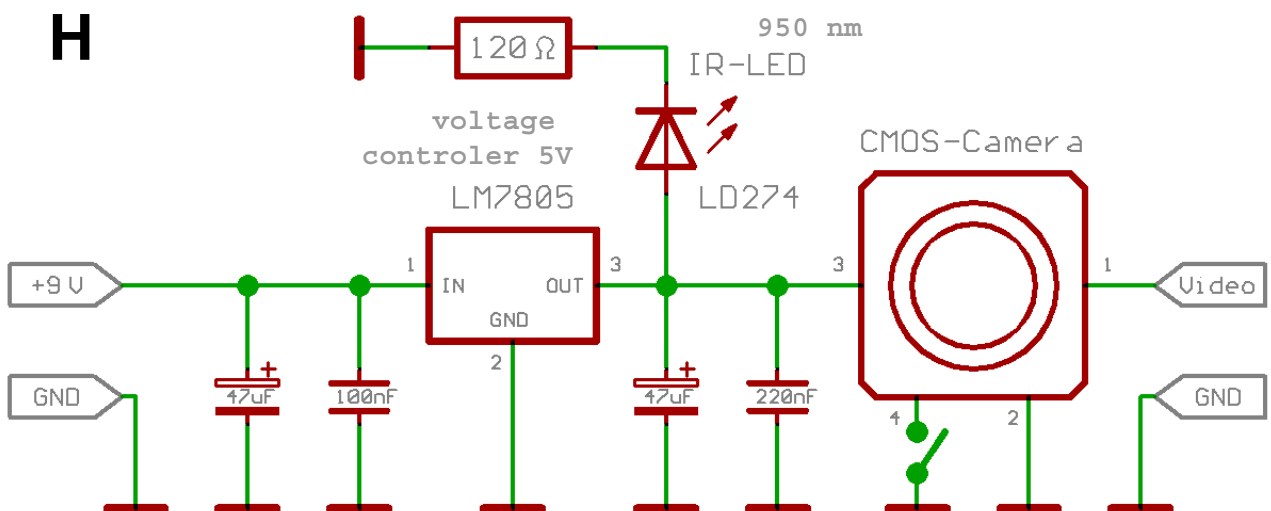 H
120Ω
950 nm
IR-LED
voltage
controler 5V
LM7805
LD274
CMOS-Camera
+9V
1
IN
OUT
GND
2
3
3
1
Video
GND
+
47uF
100nF
+
47uF
220nF
4
2
GND